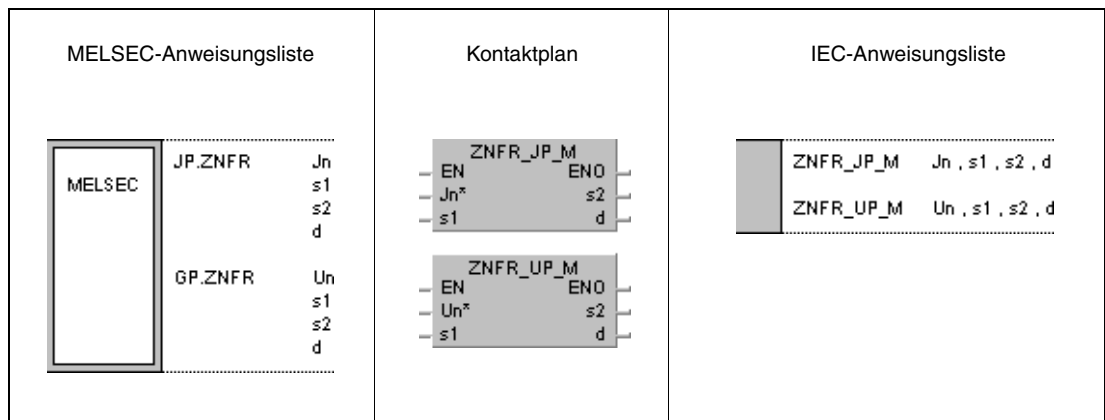 MELSEC-Anweisungsliste
MELSEC
JP.ZNFR Jn
s1
s2
d
GP.ZNFR Un
s1
s2
d
Kontaktplan
ZNFR_JP_M
EN ENO
Jn* s2
s1 d
ZNFR_UP_M
EN ENO
Un* s2
s1 d
IEC-Anweisungsliste
ZNFR_JP_M Jn , s1 , s2 , d
ZNFR_UP_M Un , s1 , s2 , d